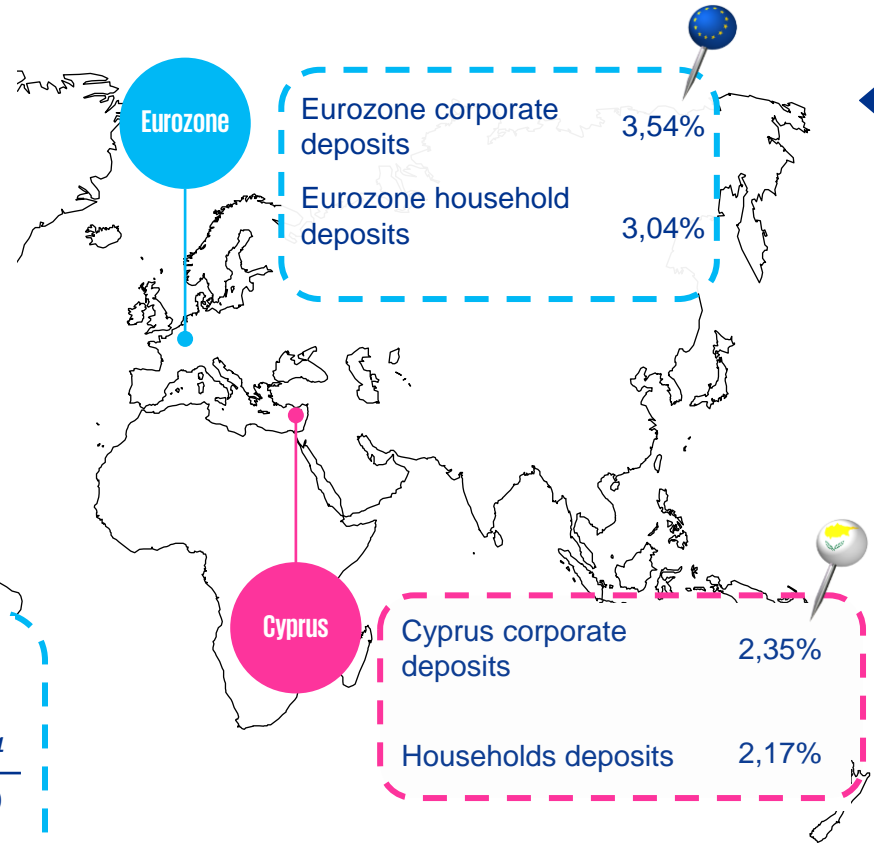 Eurozone
Eurozone corporate
deposits
3,54%
Eurozone household
deposits
3,04%
Cyprus
Cyprus corporate
deposits
2,35%
Households deposits
2,17%